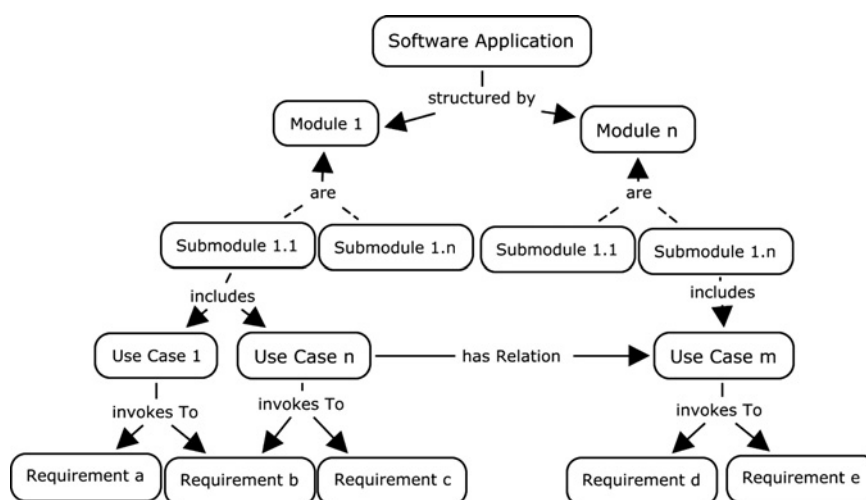 Software Application
structured by
Module 1
Module n
are
are
Submodule 1.1
Submodule 1.n
Submodule 1.1
Submodule 1.n
includes
includes
Use Case 1
Use Case n
has Relation
Use Case m
invokes To
invokes To
invokes To
Requirement a
Requirement b
Requirement c
Requirement d
Requirement e